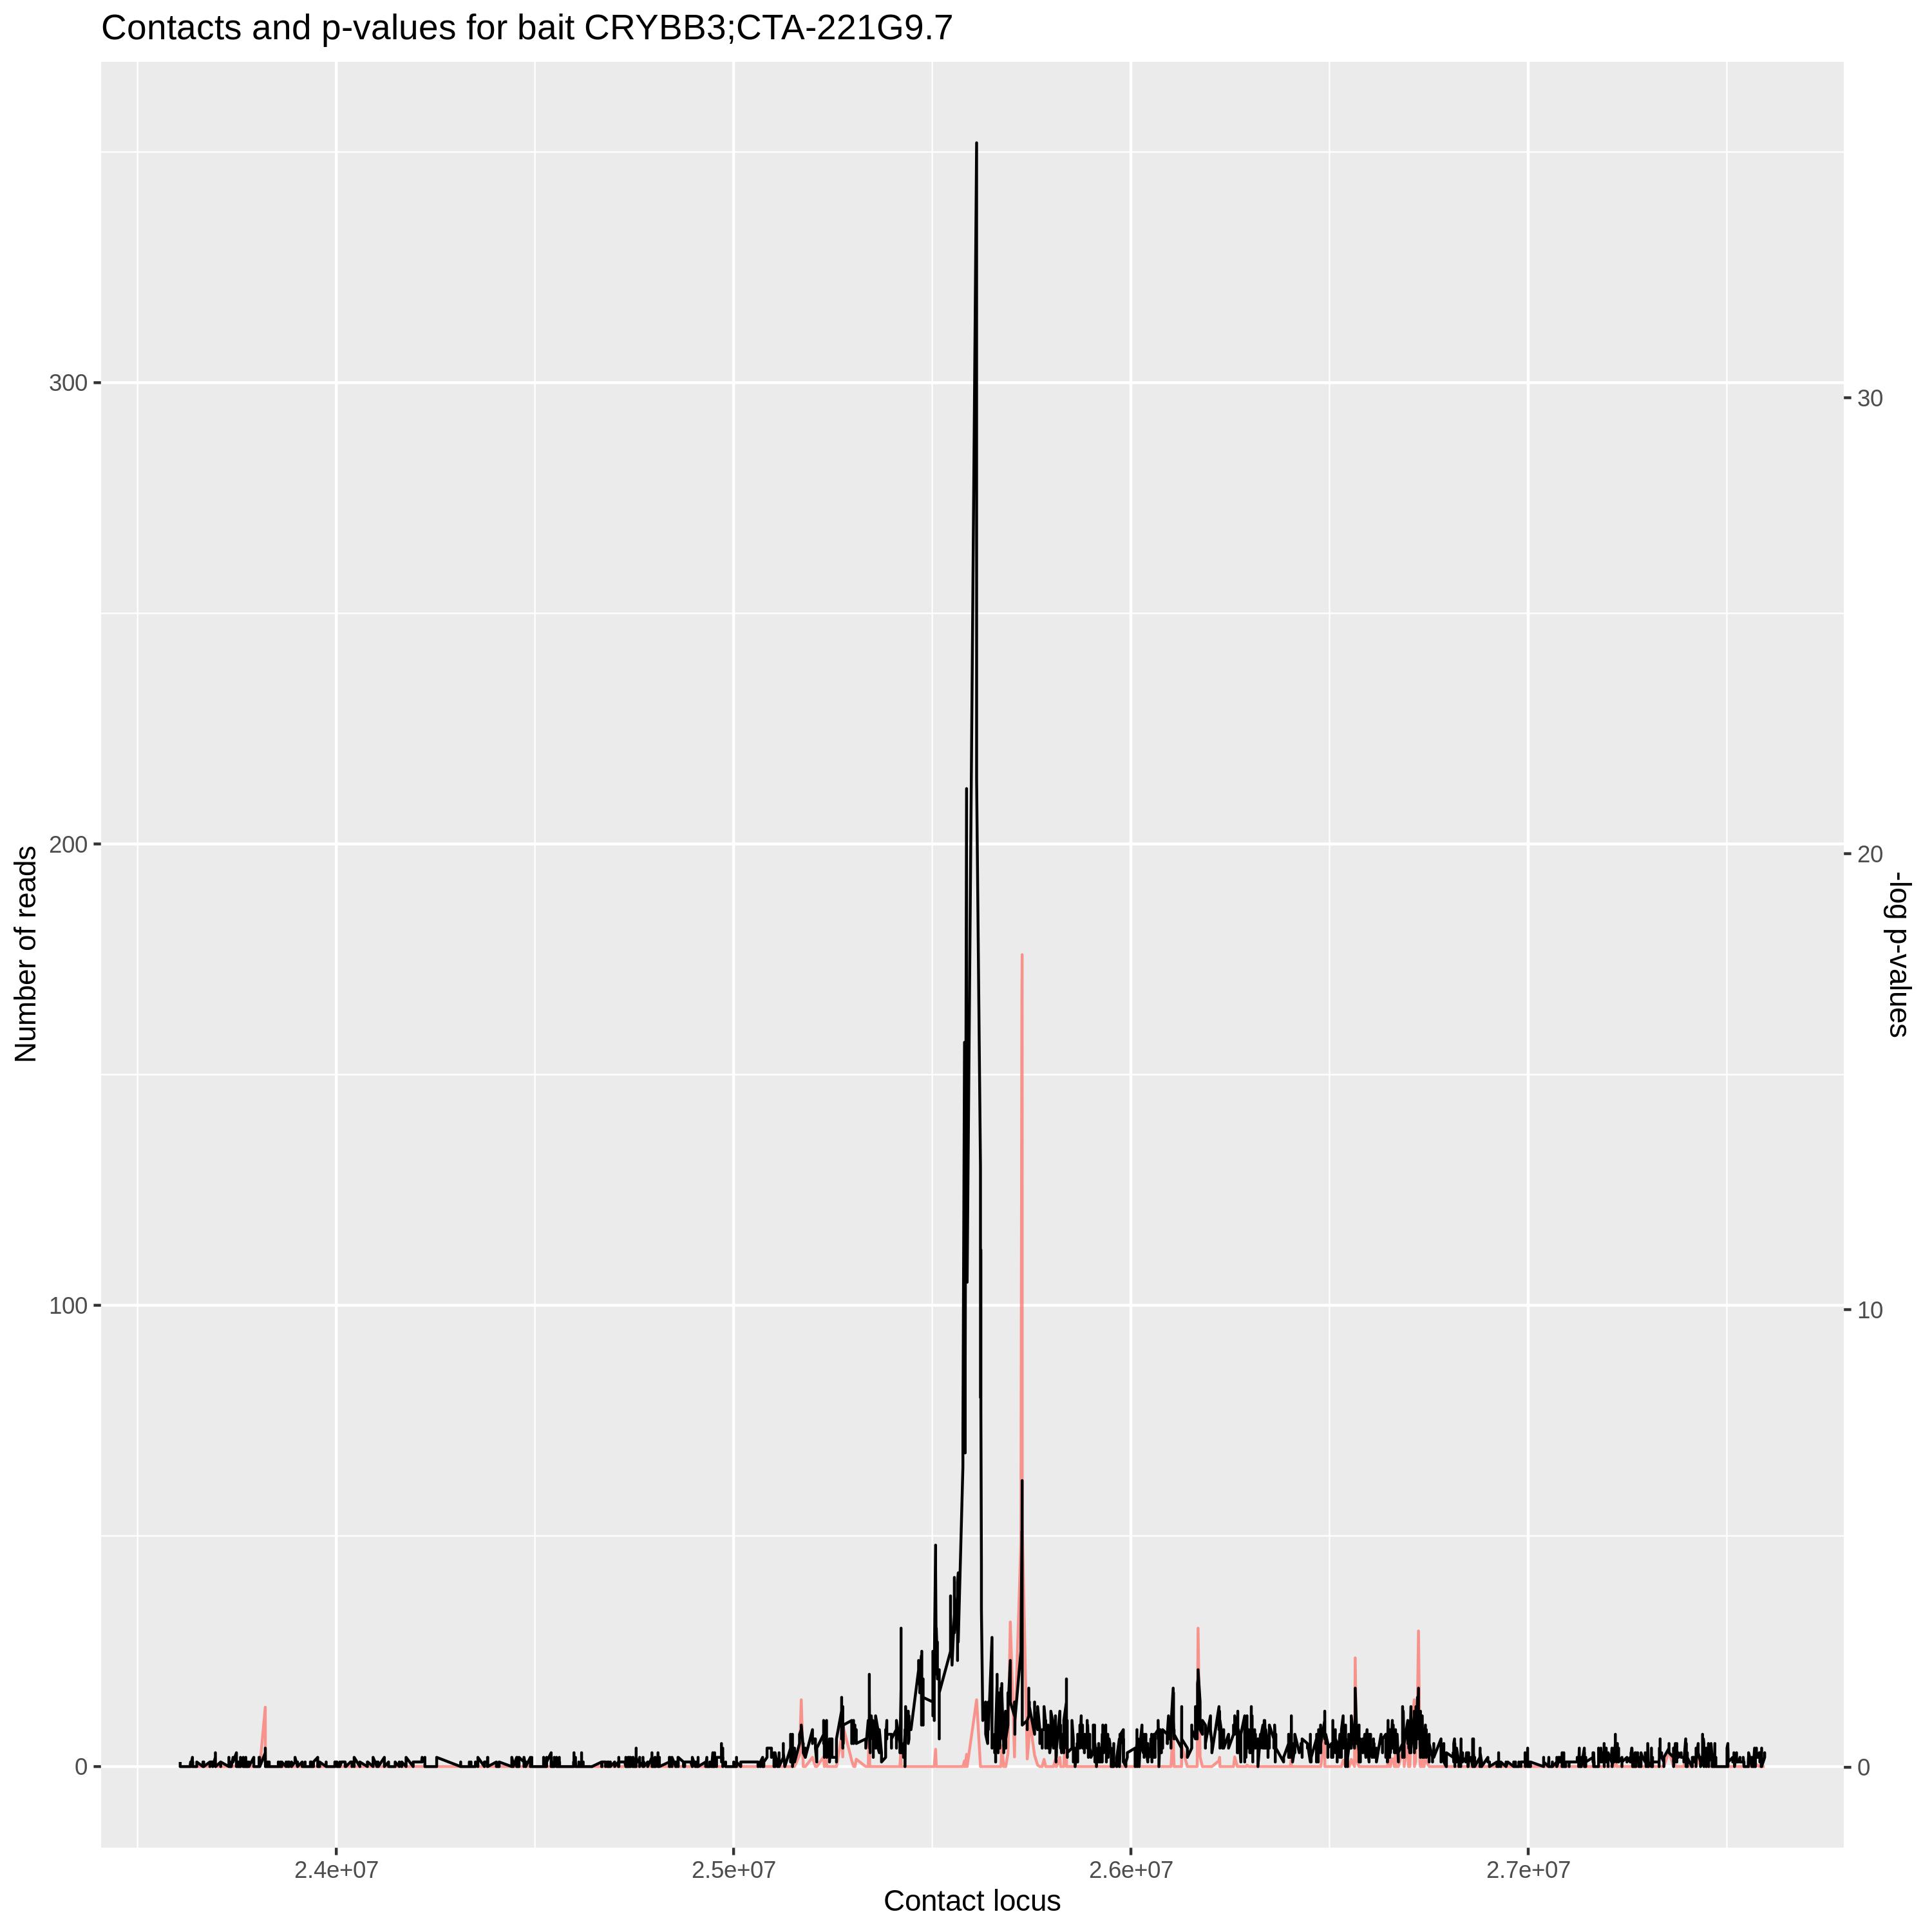 Contacts and p-values for bait CRYBB3;CTA-221G9.7
300
200
100
0
30
20
10
0
Number of reads
-log p-values
2.4e+07 2.5e+07 2.6e+07 2.7e+07
Contact locus